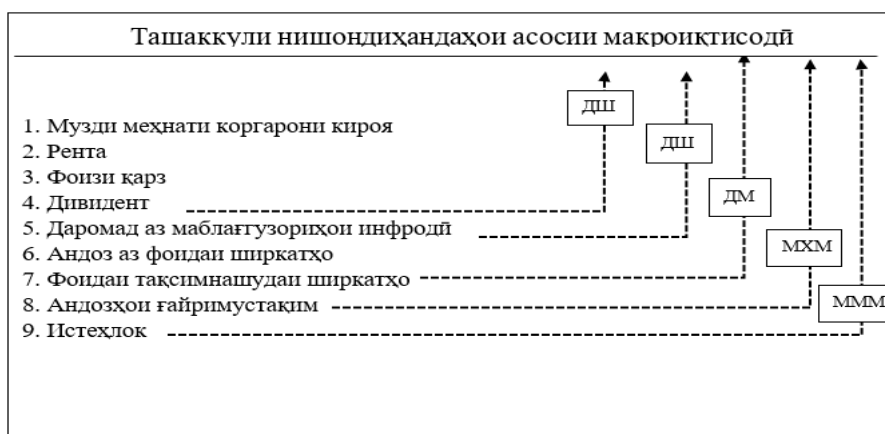 Ташаккули нишондиҳандаҳои асосии макроиқтисодӣ
ДШ
1. Музди меҳнати коргарони кироя
ДШ
2. Рента
3. Фоизи қарз
4. Дивидент
ДМ
5. Даромад аз маблағгузориҳои инфродӣ
6. Андоз аз фоидаи ширкатҳо
МХМ
7. Фоидаи тақсимнашудаи ширкатҳо
8. Андозҳои ғайримустақим
МММ
9. Истеҳлок